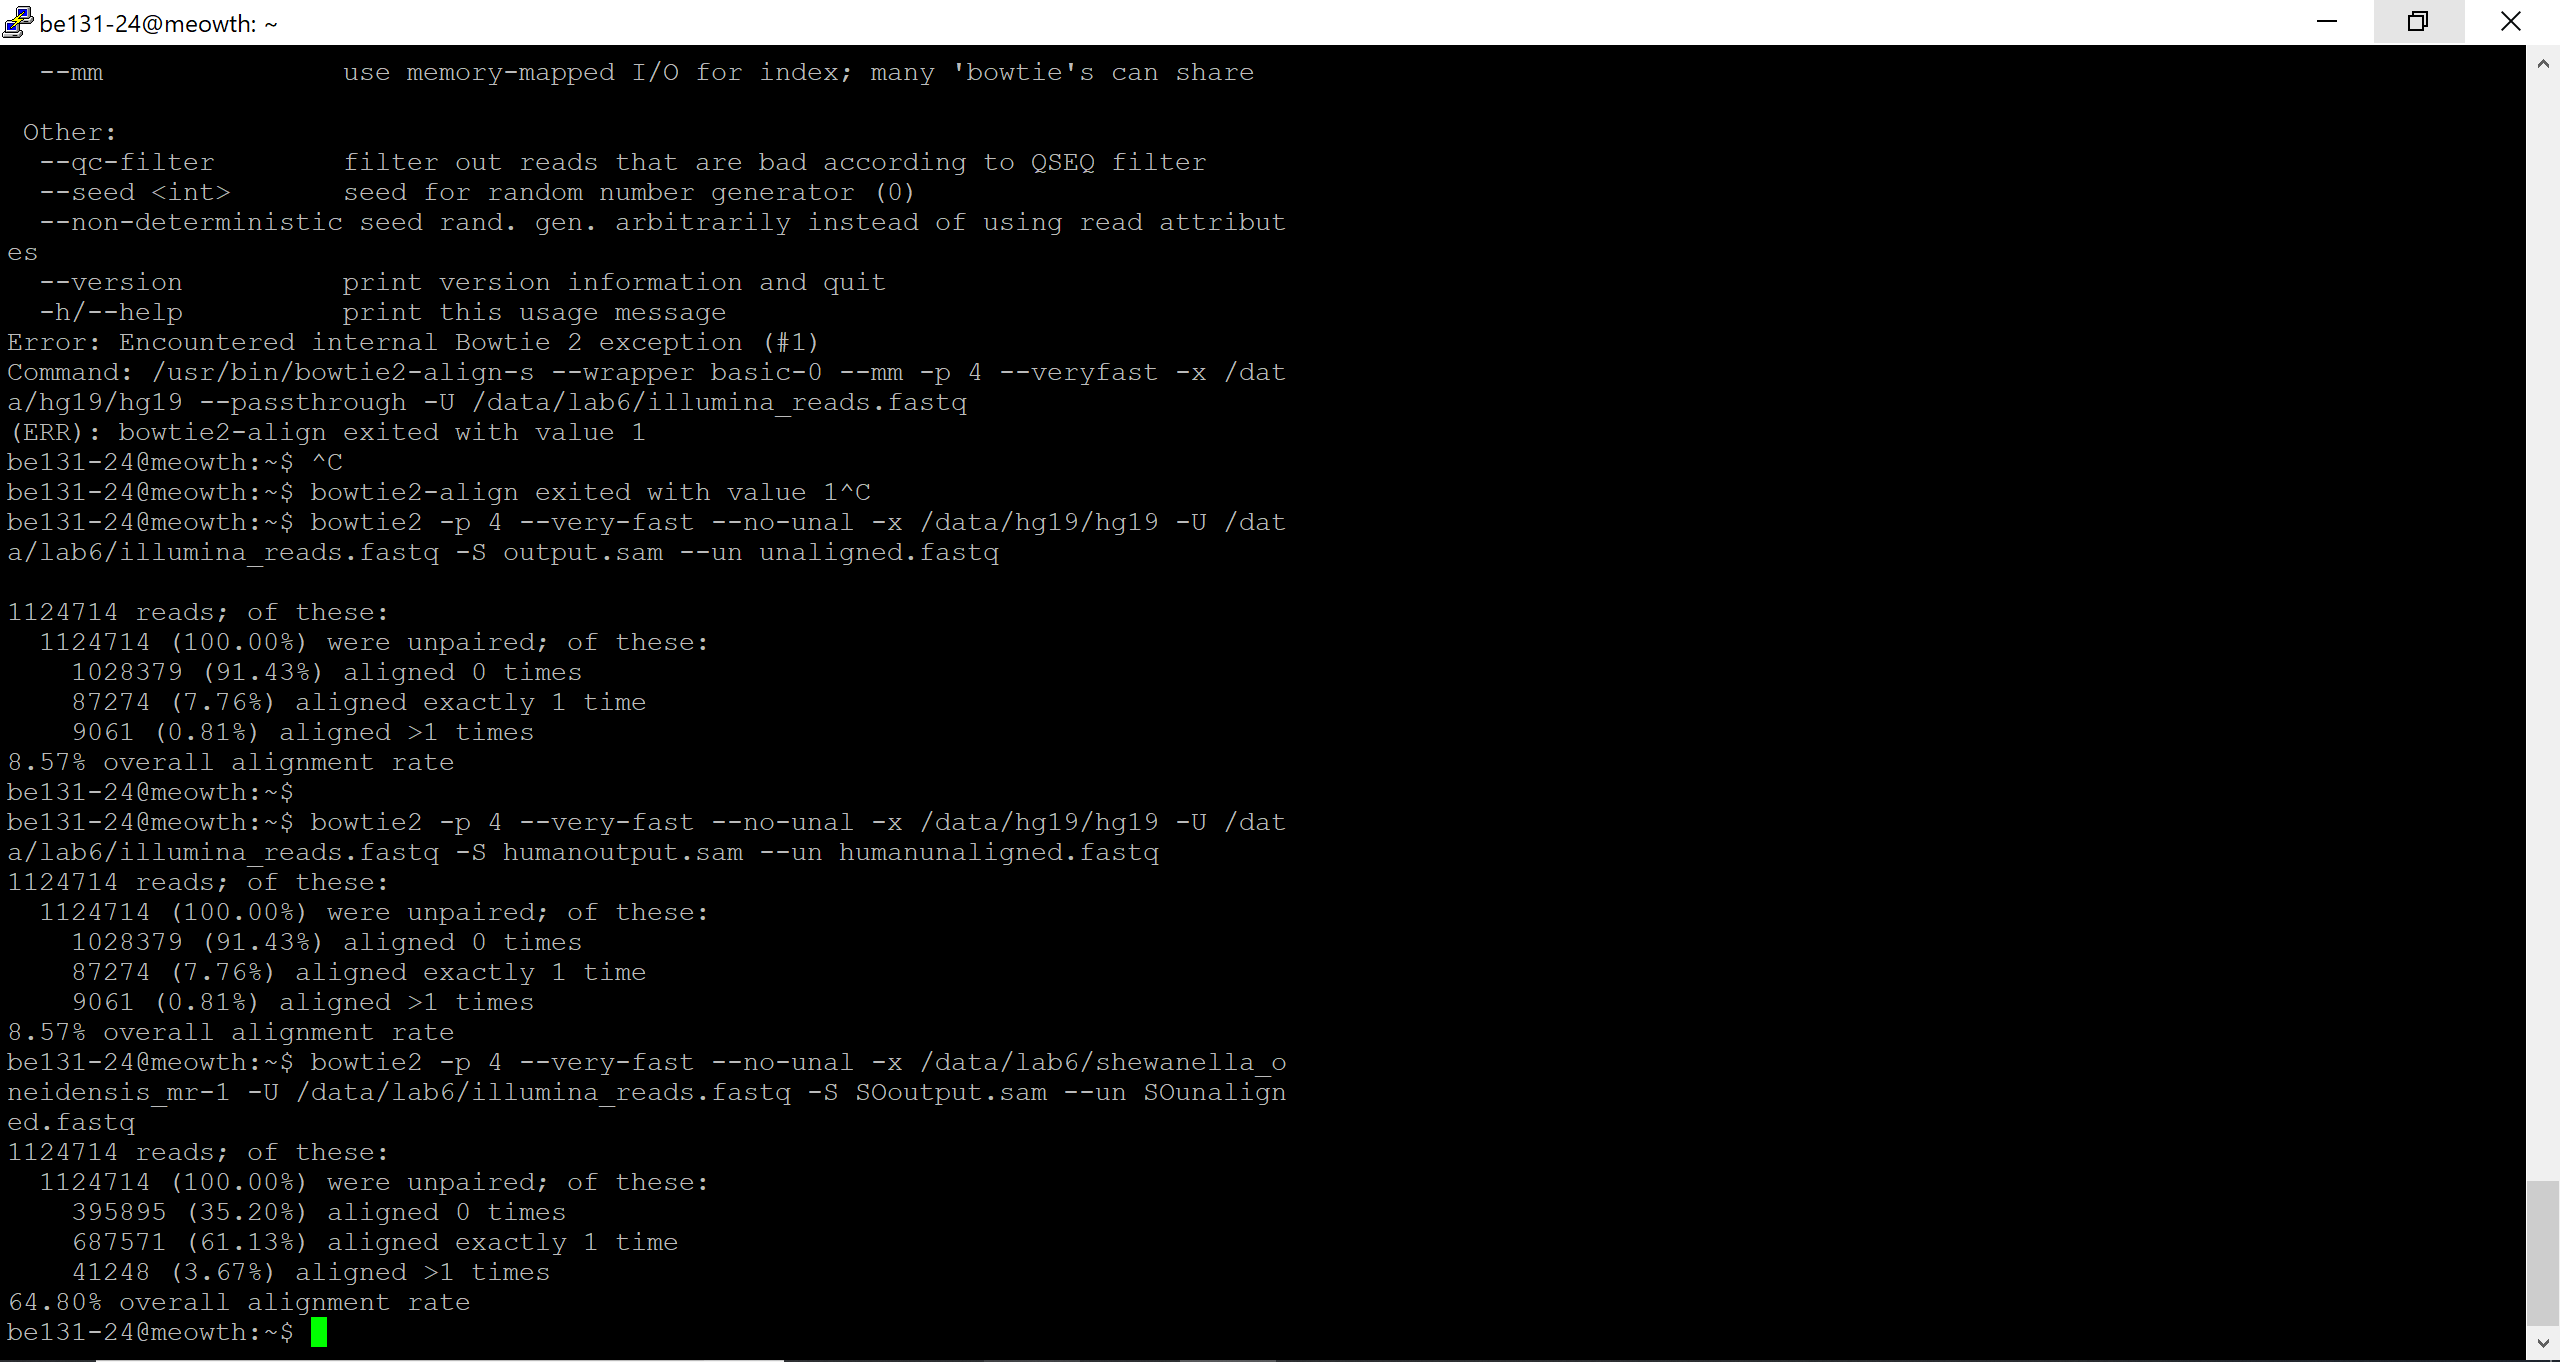 be131-24@meowth: ~
  --mm               use memory-mapped I/O for index; many 'bowtie's can share
 Other:
  --qc-filter        filter out reads that are bad according to QSEQ filter
  --seed <int>       seed for random number generator (0)
  --non-deterministic seed rand. gen. arbitrarily instead of using read attribut
es
  --version          print version information and quit
  -h/--help          print this usage message
Error: Encountered internal Bowtie 2 exception (#1)
Command: /usr/bin/bowtie2-align-s --wrapper basic-0 --mm -p 4 --veryfast -x /dat
a/hg19/hg19 --passthrough -U /data/lab6/illumina_reads.fastq
(ERR): bowtie2-align exited with value 1
be131-24@meowth:~$ ^C
be131-24@meowth:~$ bowtie2-align exited with value 1^C
be131-24@meowth:~$ bowtie2 -p 4 --very-fast --no-unal -x /data/hg19/hg19 -U /dat
a/lab6/illumina_reads.fastq -S output.sam --un unaligned.fastq
1124714 reads; of these:
  1124714 (100.00%) were unpaired; of these:
    1028379 (91.43%) aligned 0 times
    87274 (7.76%) aligned exactly 1 time
    9061 (0.81%) aligned >1 times
8.57% overall alignment rate
be131-24@meowth:~$
be131-24@meowth:~$ bowtie2 -p 4 --very-fast --no-unal -x /data/hg19/hg19 -U /dat
a/lab6/illumina_reads.fastq -S humanoutput.sam --un humanunaligned.fastq
1124714 reads; of these:
  1124714 (100.00%) were unpaired; of these:
    1028379 (91.43%) aligned 0 times
    87274 (7.76%) aligned exactly 1 time
    9061 (0.81%) aligned >1 times
8.57% overall alignment rate
be131-24@meowth:~$ bowtie2 -p 4 --very-fast --no-unal -x /data/lab6/shewanella_o
neidensis_mr-1 -U /data/lab6/illumina_reads.fastq -S SOoutput.sam --un SOunalign
ed.fastq
1124714 reads; of these:
  1124714 (100.00%) were unpaired; of these:
    395895 (35.20%) aligned 0 times
    687571 (61.13%) aligned exactly 1 time
    41248 (3.67%) aligned >1 times
64.80% overall alignment rate
be131-24@meowth:~$